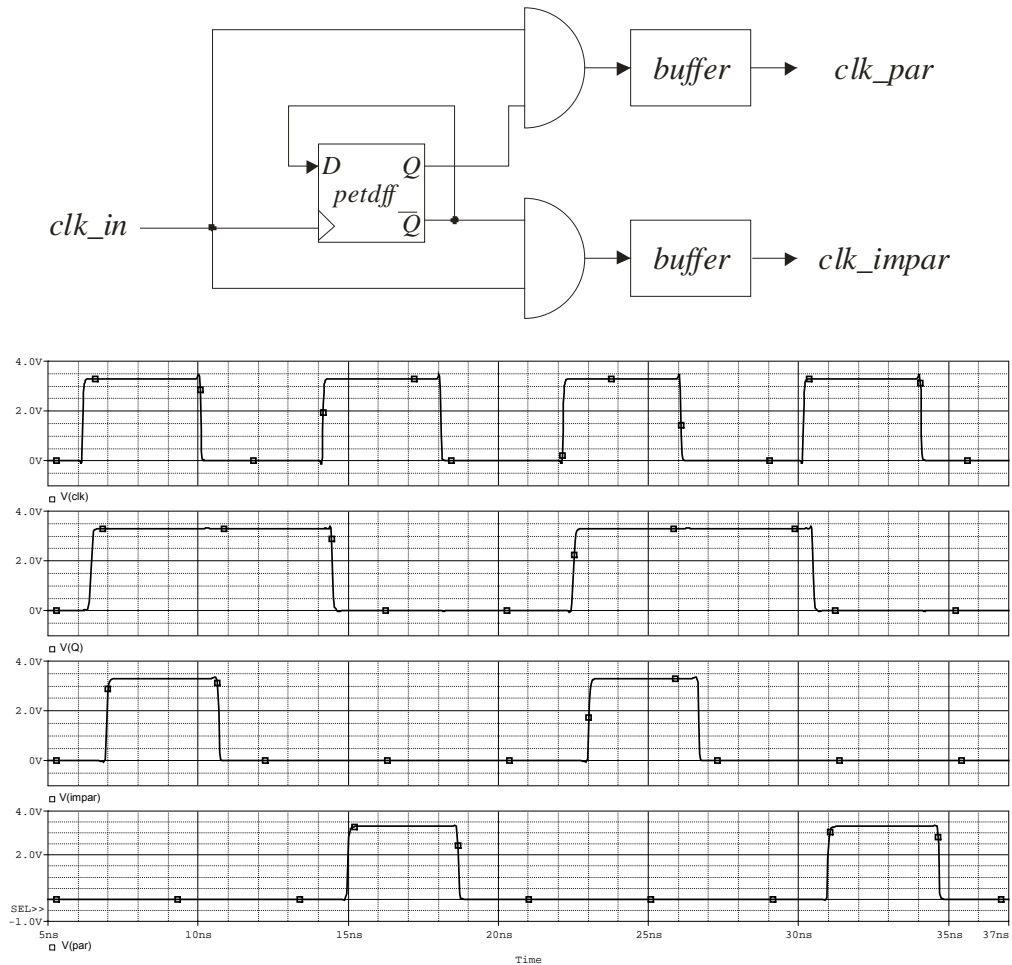 buffer
clk_par
D Q
petdff
clk_in
Q
buffer
clk_impar
4.0V
2.0V
0V
V(clk)
4.0V
2.0V
0V
V(Q)
4.0V
2.0V
0V
V(impar)
4.0V
2.0V
SEL>>
-1.0V
5ns 10ns 15ns 20ns 25ns 30ns 35ns 37ns
V(par)
Time